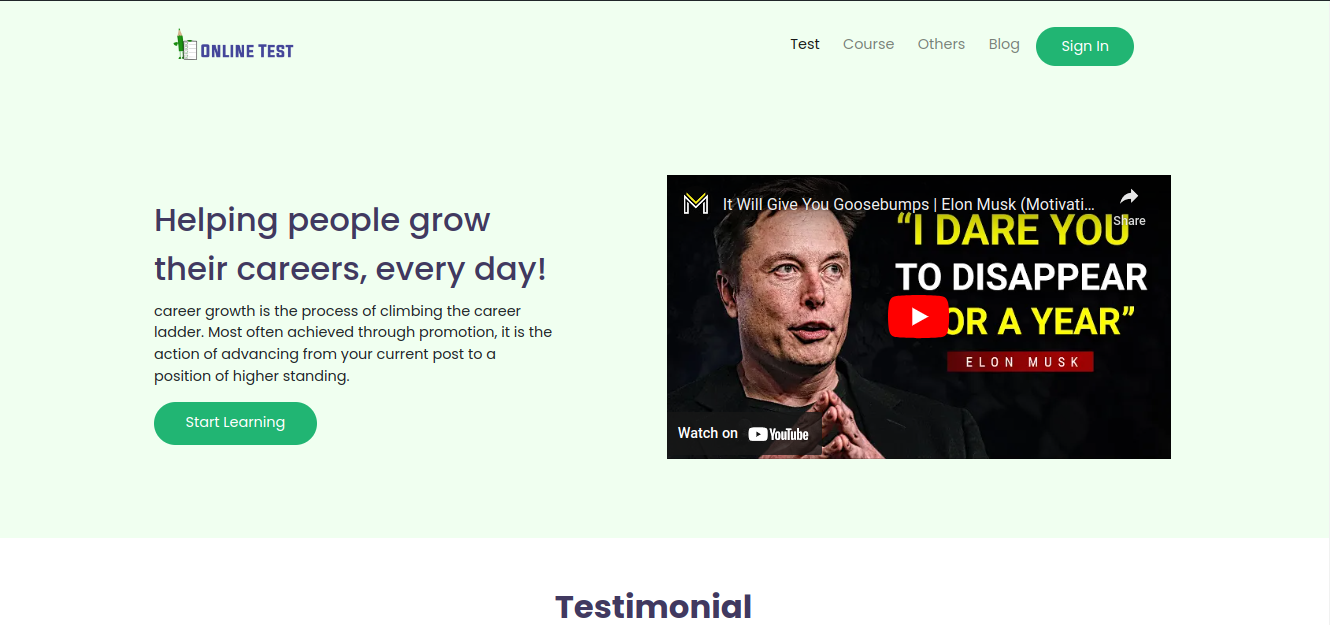 ONLINE TEST
Test
Course
Others
Blog
Sign In
Helping people grow
their careers, every day!
career growth is the process of climbing the career
ladder. Most often achieved through promotion, it is the
action of advancing from your current post to a
position of higher standing.
Start Learning
It Will Give You Goosebumps | Elon Musk (Motivati...
Share
“I DARE YOU
TO DISAPPEAR
OR A YEAR”
ELON MUSK
Watch on YouTube
Testimonial